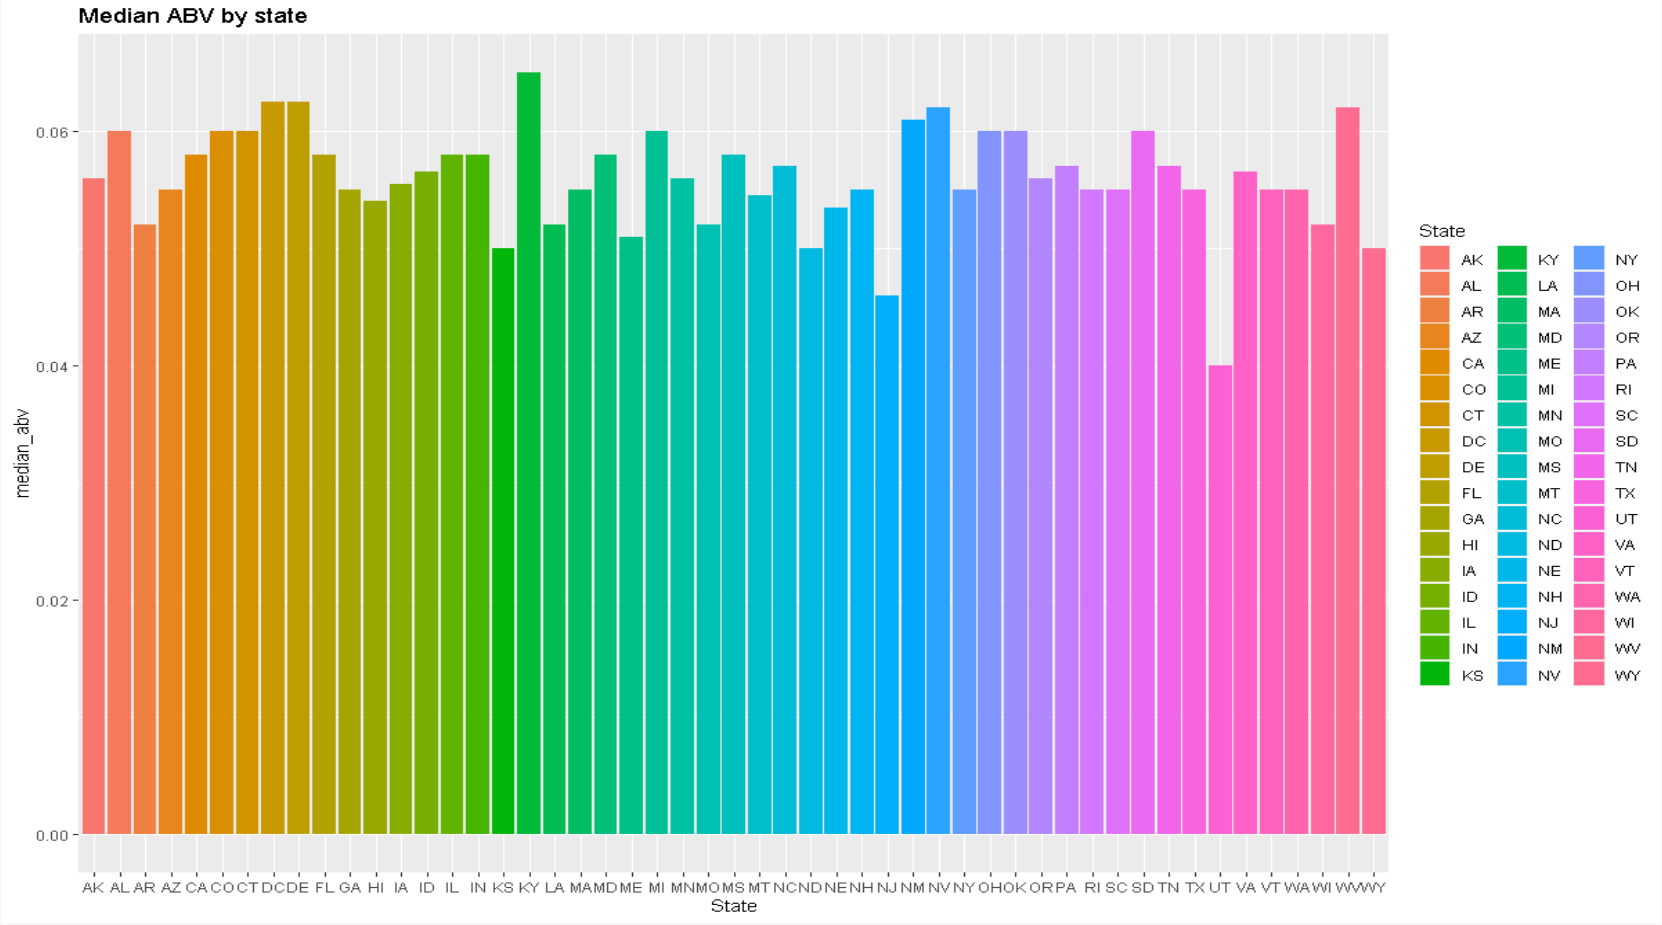 Median ABV by state
0.06
0.04
0.02
0.00
median_abv
AK AL AR AZ CA CO CT DC DE FL GA HI IA ID IL IN KS KY LA MA MD ME MI MN MO MS MT NC ND NE NH NJ NM NV NY OH OK OR PA RI SC SD TN TX UT VA VT WA WI WV WY
State
State
AK KY NY
AL LA OH
AR MA OK
AZ MD OR
CA ME PA
CO MI RI
CT MN SC
DC MO SD
DE MS TN
FL MT TX
GA NC UT
HI ND VA
IA NE VT
ID NH WA
IL NJ WI
IN NM WV
KS NV WY